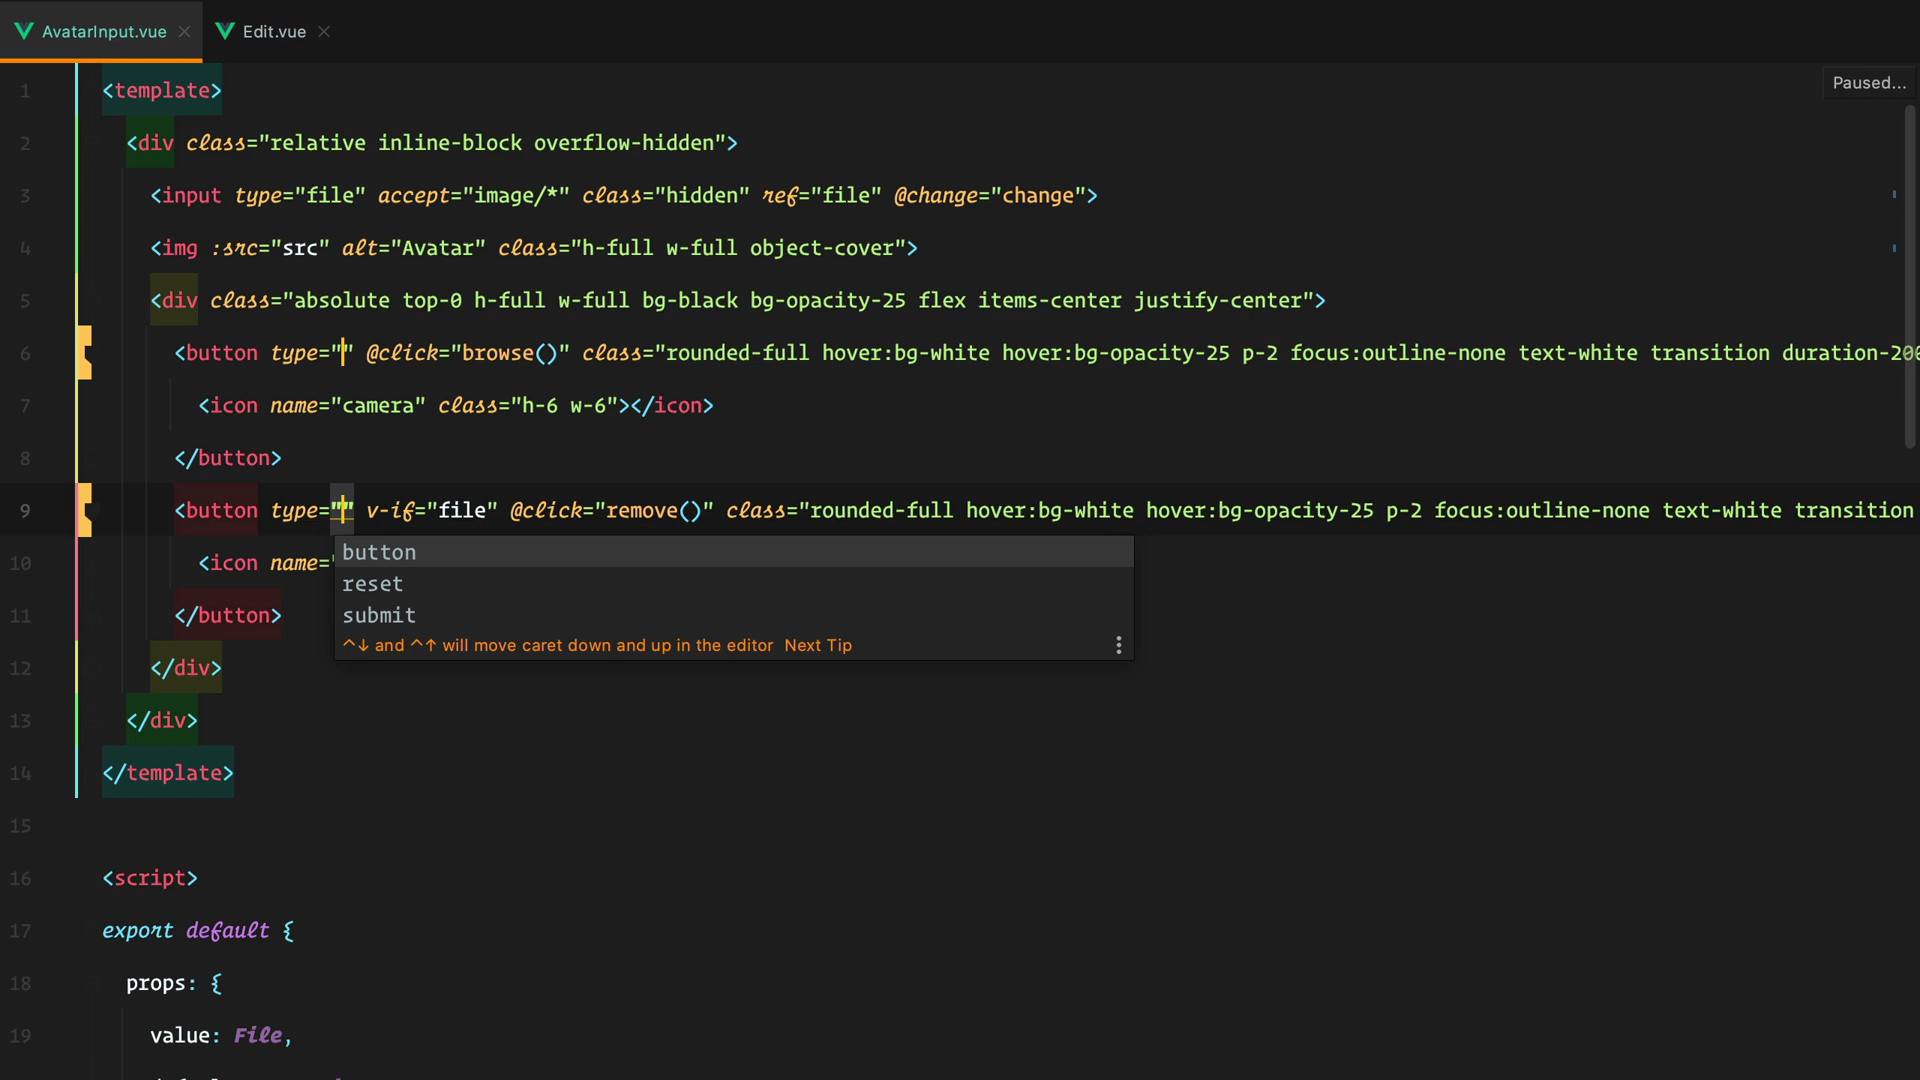 AvatarInput.vue Edit.vue
Paused...
1 <template>
2 <div class="relative inline-block overflow-hidden">
3 <input type="file" accept="image/*" class="hidden" ref="file" @change="change">
4 <img :src="src" alt="Avatar" class="h-full w-full object-cover">
5 <div class="absolute top-0 h-full w-full bg-black bg-opacity-25 flex items-center justify-center">
6 <button type="" @click="browse()" class="rounded-full hover:bg-white hover:bg-opacity-25 p-2 focus:outline-none text-white transition duration-200
7 <icon name="camera" class="h-6 w-6"></icon>
8 </button>
9 <button type="" v-if="file" @click="remove()" class="rounded-full hover:bg-white hover:bg-opacity-25 p-2 focus:outline-none text-white transition
10 <icon name="
button
reset
submit
^↓ and ^↑ will move caret down and up in the editor Next Tip
11 </button>
12 </div>
13 </div>
14 </template>
15
16 <script>
17 export default {
18 props: {
19 value: File,